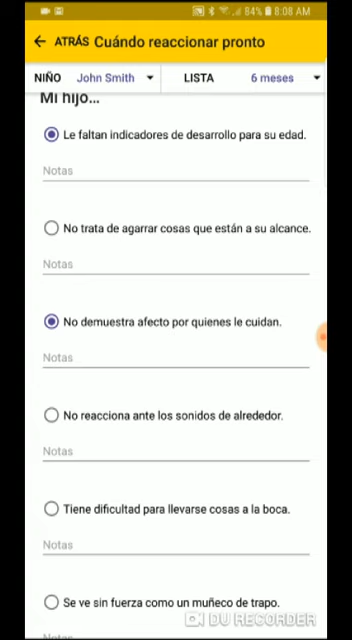 84% 8:08 AM
← ATRÁS Cuándo reaccionar pronto
NIÑO John Smith LISTA 6 meses
Mi hijo...
Le faltan indicadores de desarrollo para su edad.
Notas
No trata de agarrar cosas que están a su alcance.
Notas
No demuestra afecto por quienes le cuidan.
Notas
No reacciona ante los sonidos de alrededor.
Notas
Tiene dificultad para llevarse cosas a la boca.
Notas
Se ve sin fuerza como un muñeco de trapo.
DU RECORDER
Notas